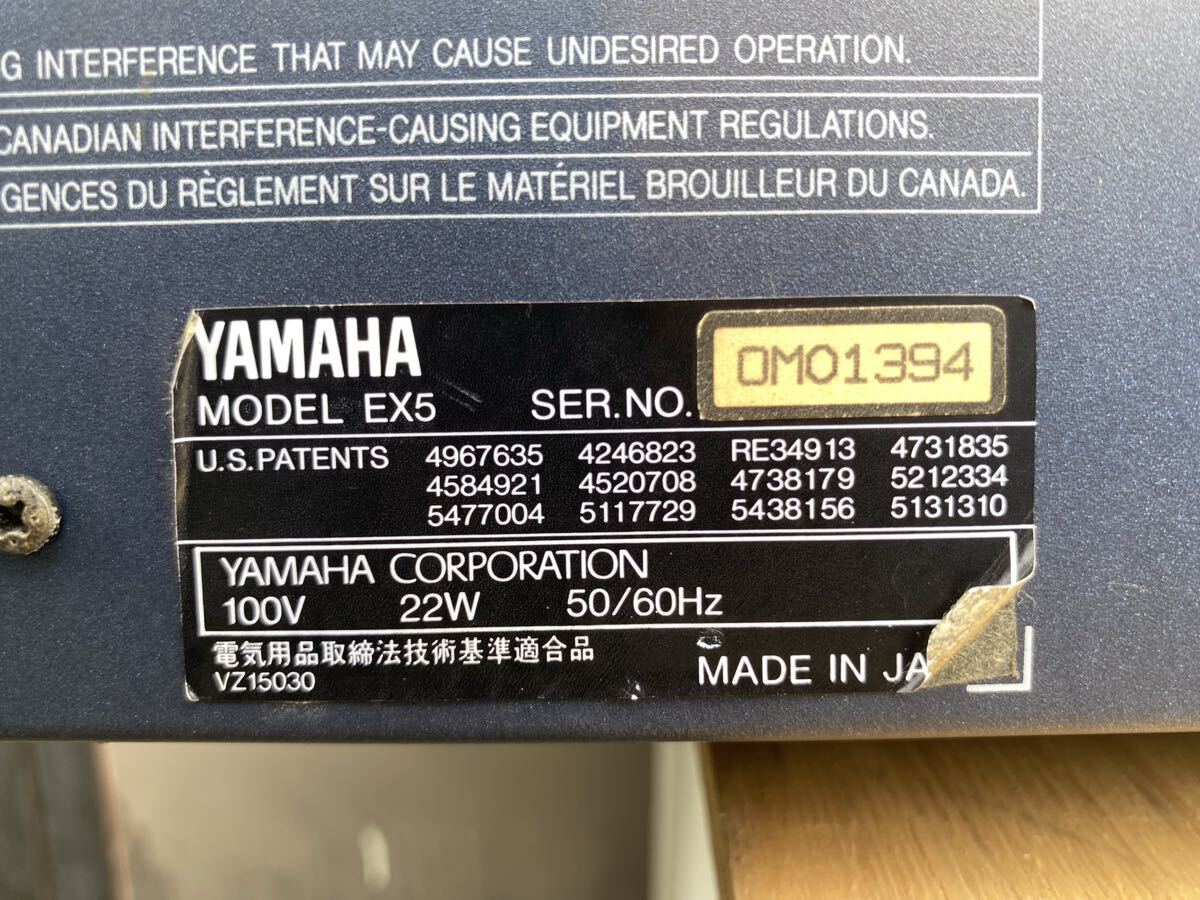 G INTERFERENCE THAT MAY CAUSE UNDESIRED OPERATION.
CANADIAN INTERFERENCE-CAUSING EQUIPMENT REGULATIONS.
GENCES DU RÈGLEMENT SUR LE MATÉRIEL BROUILLEUR DU CANADA.
YAMAHA
MODEL EX5 SER.NO. OM01394
U.S.PATENTS 4967635 4246823 RE34913 4731835
4584921 4520708 4738179 5212334
5477004 5117729 5438156 5131310
YAMAHA CORPORATION
100V 22W 50/60Hz
電気用品取締法技術基準適合品
VZ15030 MADE IN JA